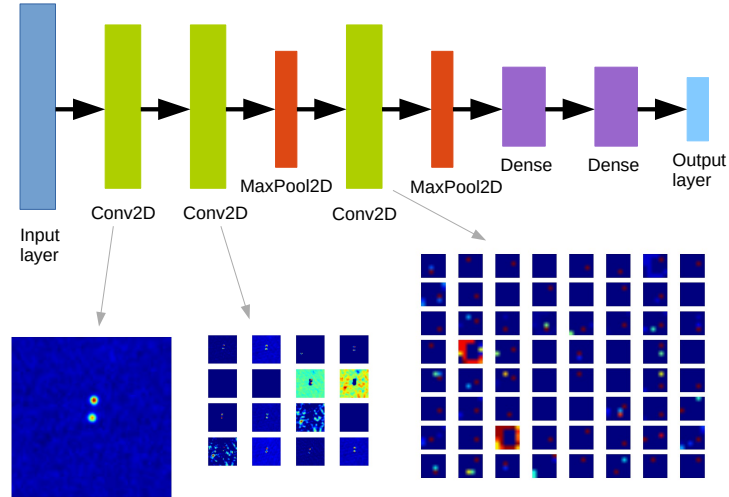 Input
layer
Conv2D
Conv2D
MaxPool2D
Conv2D
MaxPool2D
Dense
Dense
Output
layer